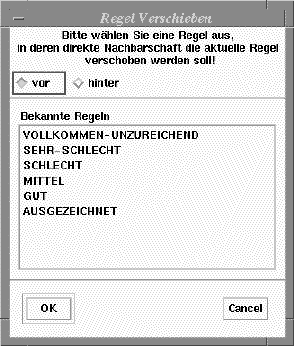 Regel Verschieben
Bitte wählen Sie eine Regel aus,
in deren direkte Nachbarschaft die aktuelle Regel
verschoben werden soll!
vor hinter
Bekannte Regeln
VOLLKOMMEN-UNZUREICHEND
SEHR-SCHLECHT
SCHLECHT
MITTEL
GUT
AUSGEZEICHNET
OK Cancel